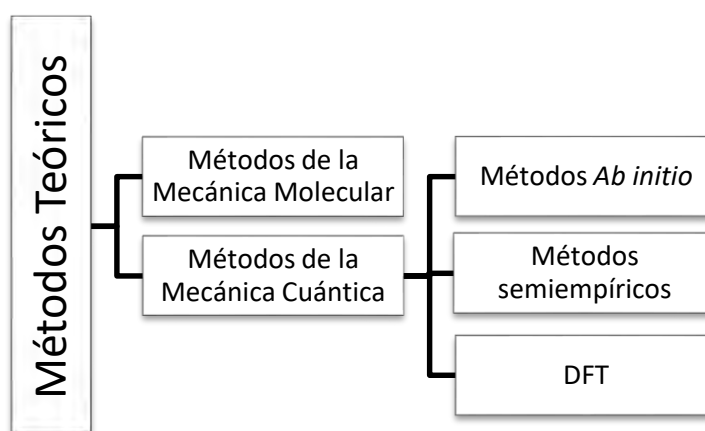 Métodos Teóricos
Métodos de la
Mecánica Molecular
Métodos de la
Mecánica Cuántica
Métodos Ab initio
Métodos
semiempíricos
DFT